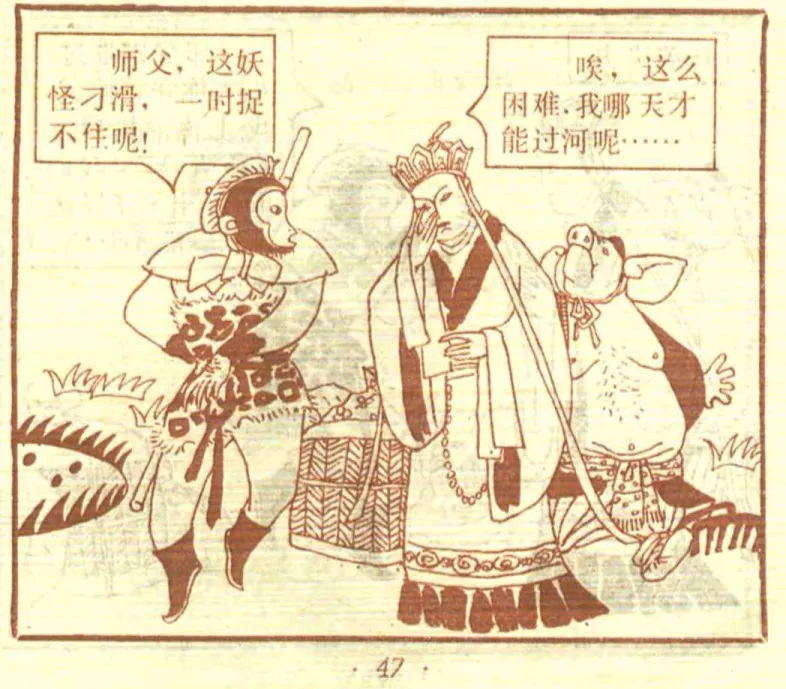 师父，这妖
怪刁滑，一时捉
不住呢！
唉，这么
困难.我哪天才
能过河呢……
· 47 ·